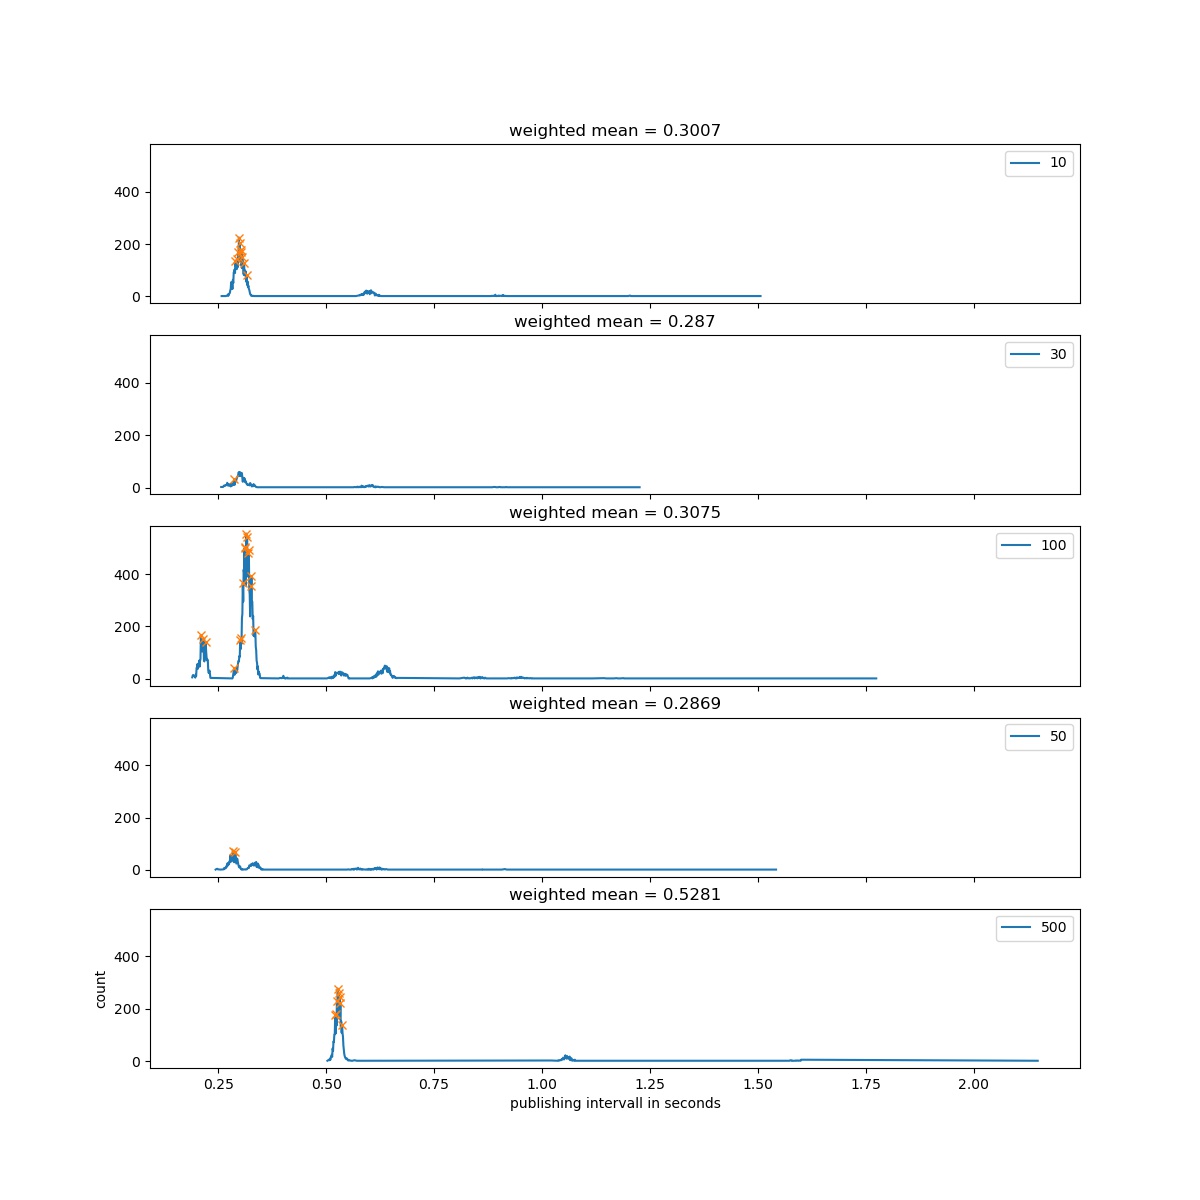 weighted mean = 0.3007
10
400
200
0
weighted mean = 0.287
30
400
200
0
weighted mean = 0.3075
100
400
200
0
weighted mean = 0.2869
50
400
200
0
weighted mean = 0.5281
500
400
200
0
count
0.25 0.50 0.75 1.00 1.25 1.50 1.75 2.00
publishing intervall in seconds